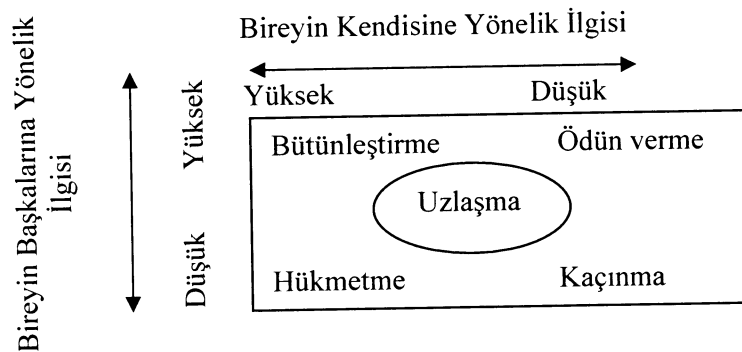 Bireyin Kendisine Yönelik İlgisi
Yüksek Düşük
Bireyin Başkalarına Yönelik
İlgisi
Yüksek
Düşük
Bütünleştirme Ödün verme
Uzlaşma
Hükmetme Kaçınma